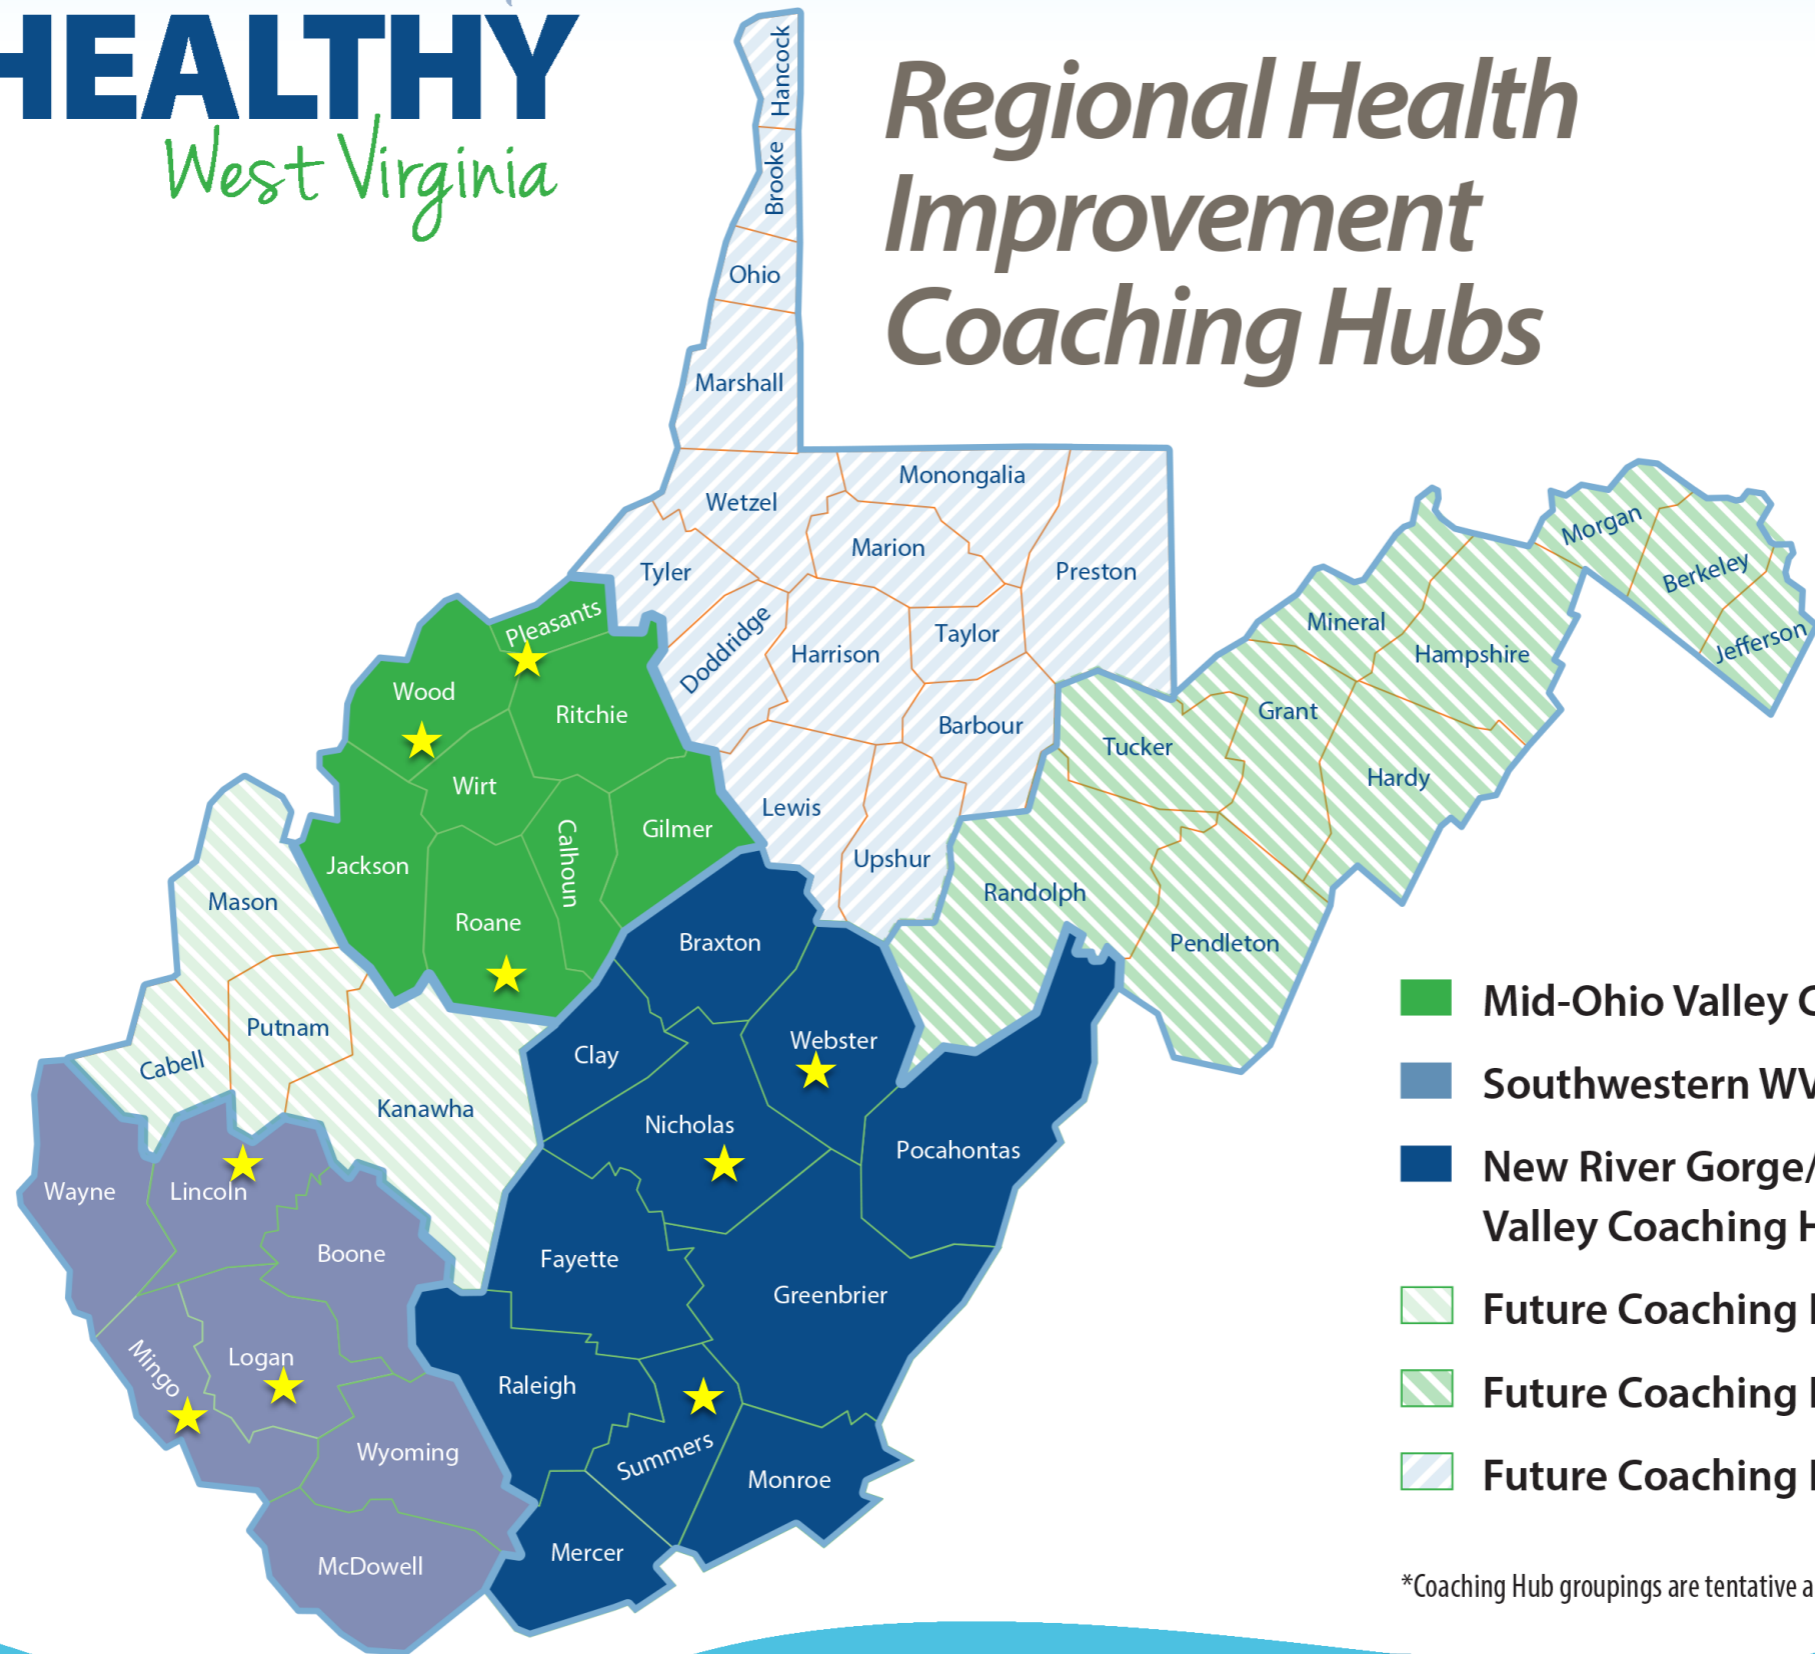 HEALTHY
West Virginia
Regional Health
Improvement
Coaching Hubs
Hancock
Brooke
Ohio
Marshall
Wetzel
Monongalia
Marion
Tyler
Preston
Doddridge
Harrison
Taylor
Barbour
Lewis
Upshur
Morgan
Berkeley
Jefferson
Mineral
Hampshire
Grant
Tucker
Hardy
Randolph
Pendleton
Pleasants
Wood
Ritchie
Wirt
Calhoun
Gilmer
Jackson
Roane
Mason
Putnam
Cabell
Kanawha
Braxton
Clay
Webster
Nicholas
Pocahontas
Fayette
Greenbrier
Raleigh
Summers
Monroe
Mercer
Wayne
Lincoln
Boone
Mingo
Logan
Wyoming
McDowell
Mid-Ohio Valley
Southwestern WV
New River Gorge/
Valley Coaching
Future Coaching
Future Coaching
Future Coaching
*Coaching Hub groupings are tentative